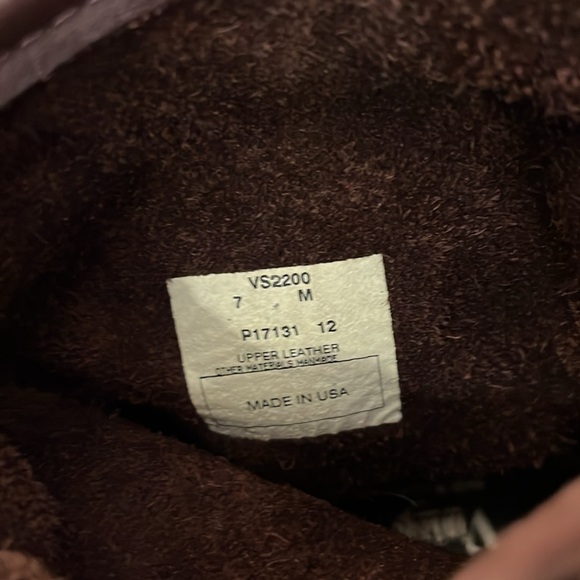 VS2200
7 M
P17131 12
UPPER LEATHER
OTHER MATERIALS MANMADE
MADE IN USA